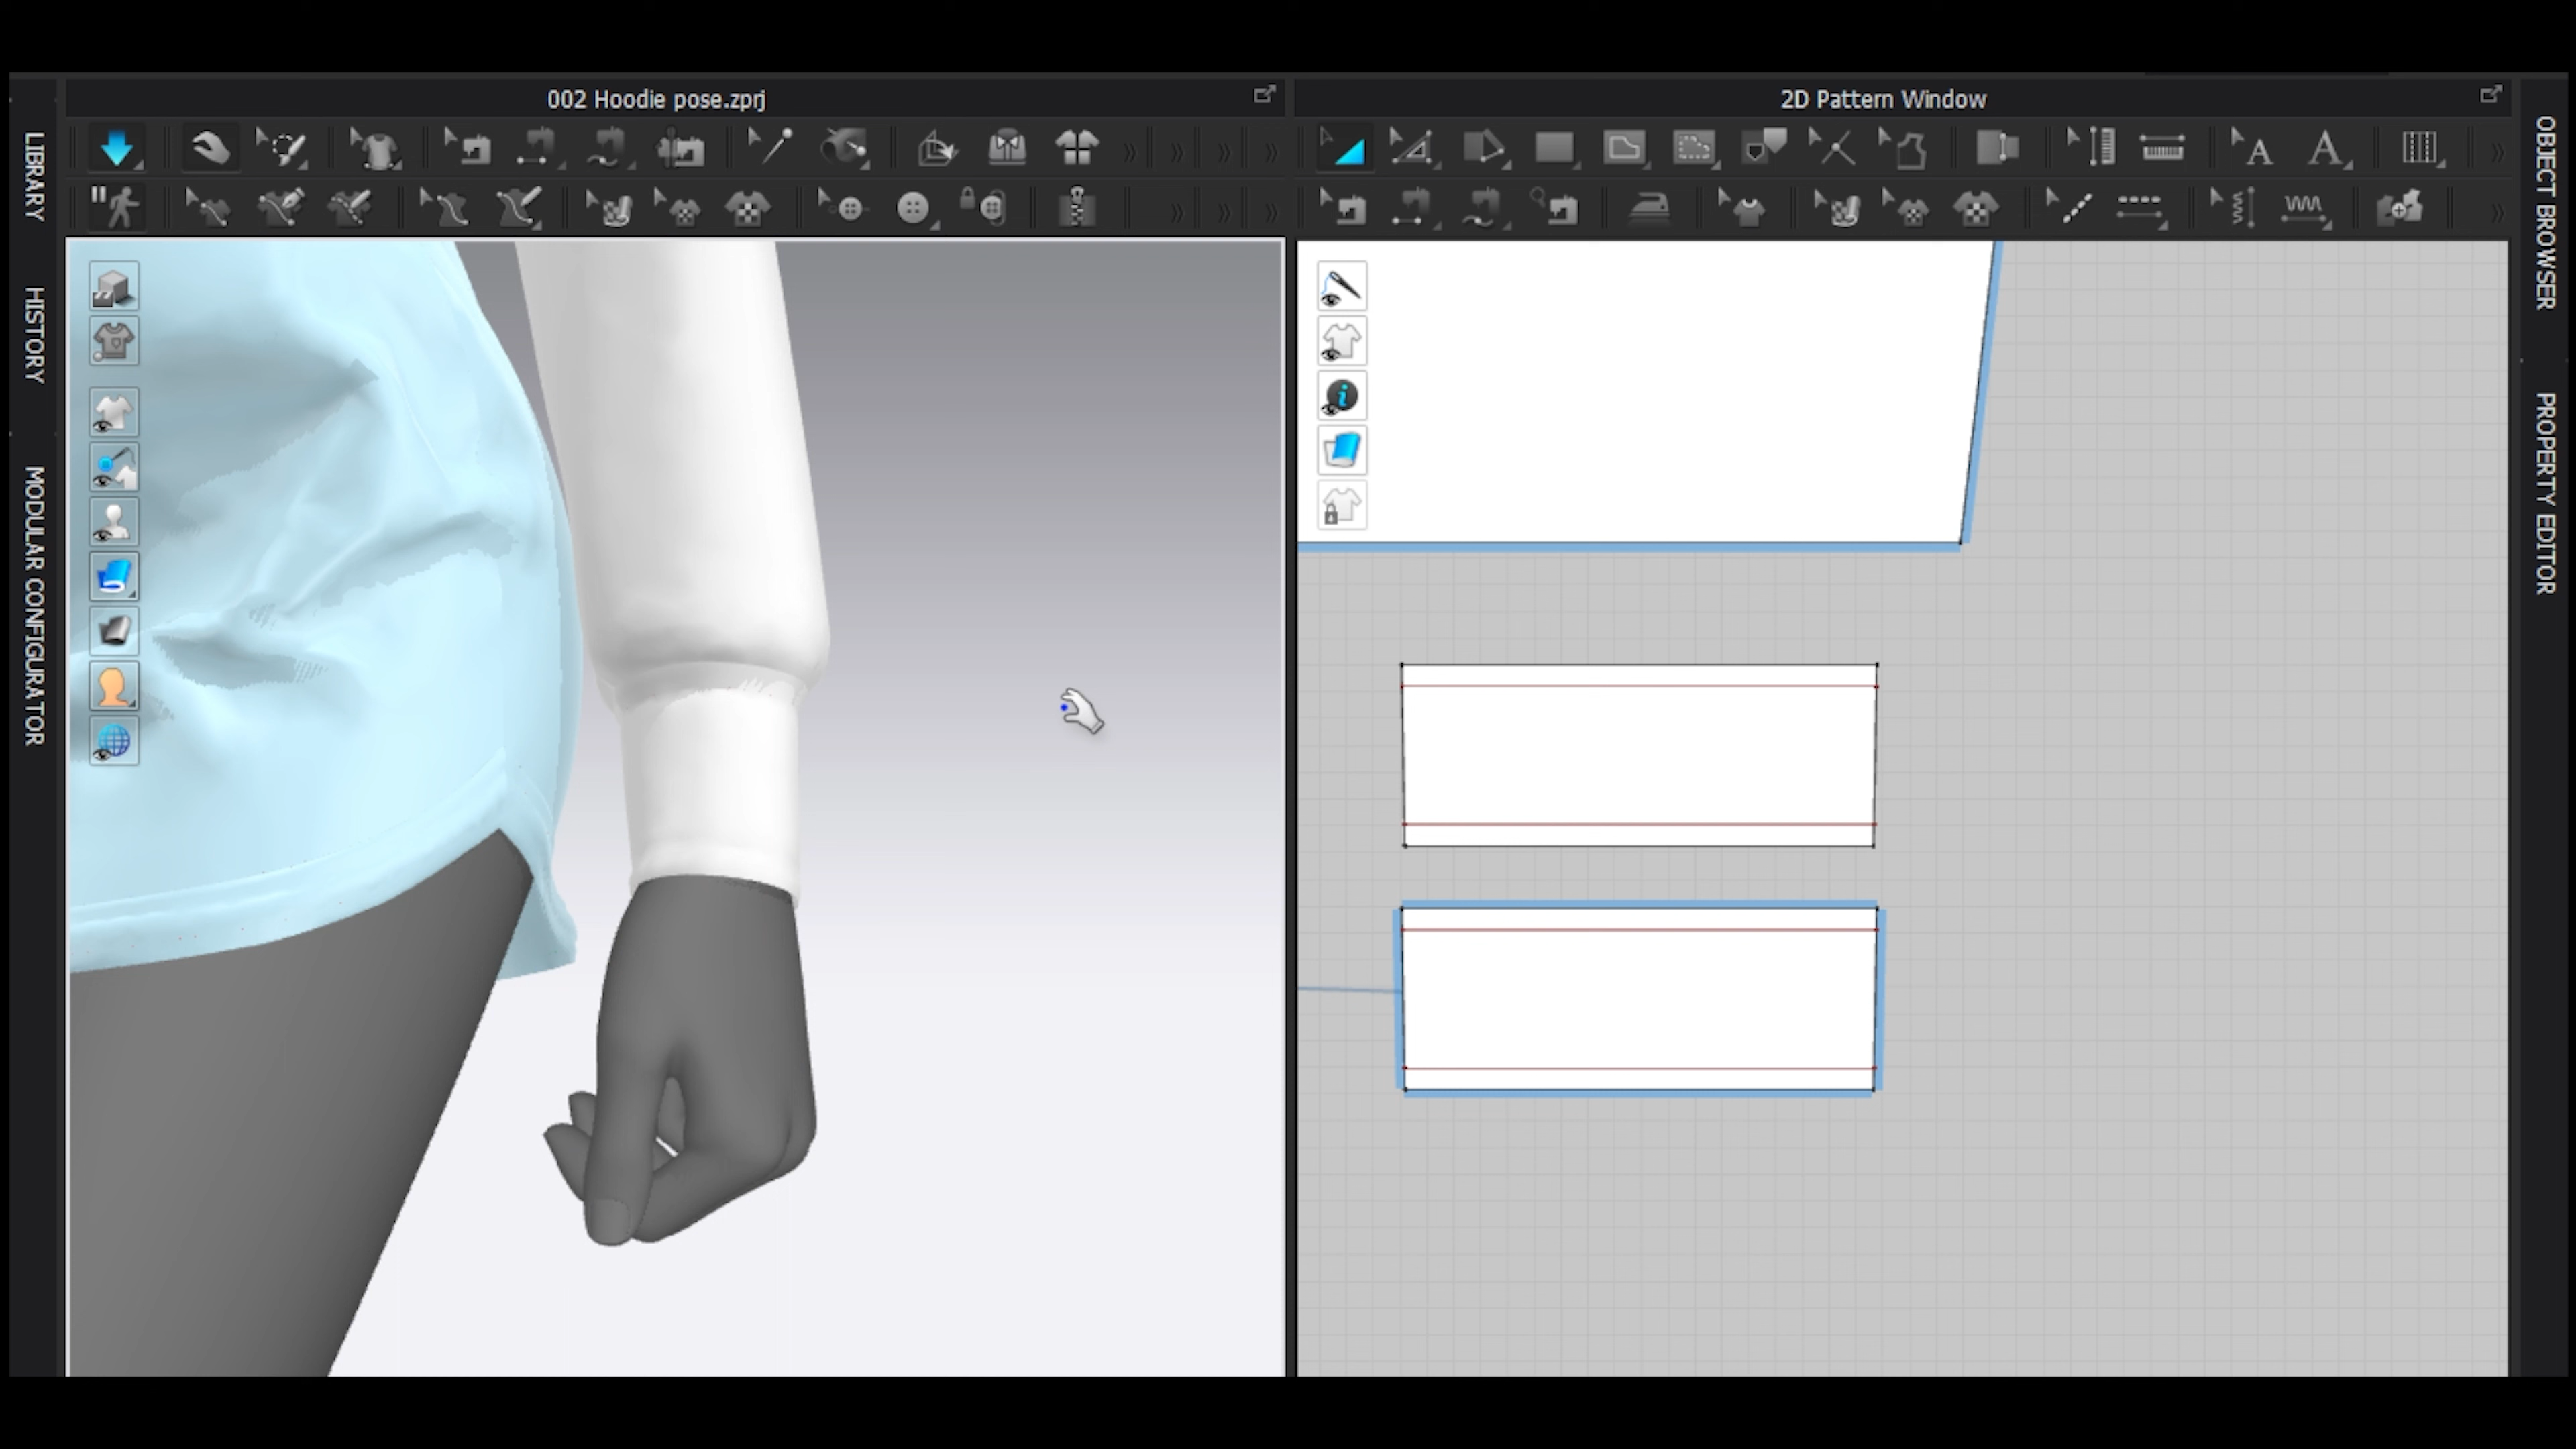 002 Hoodie pose.zprj
2D Pattern Window
LIBRARY
HISTORY
MODULAR CONFIGURATOR
OBJECT BROWSER
PROPERTY EDITOR